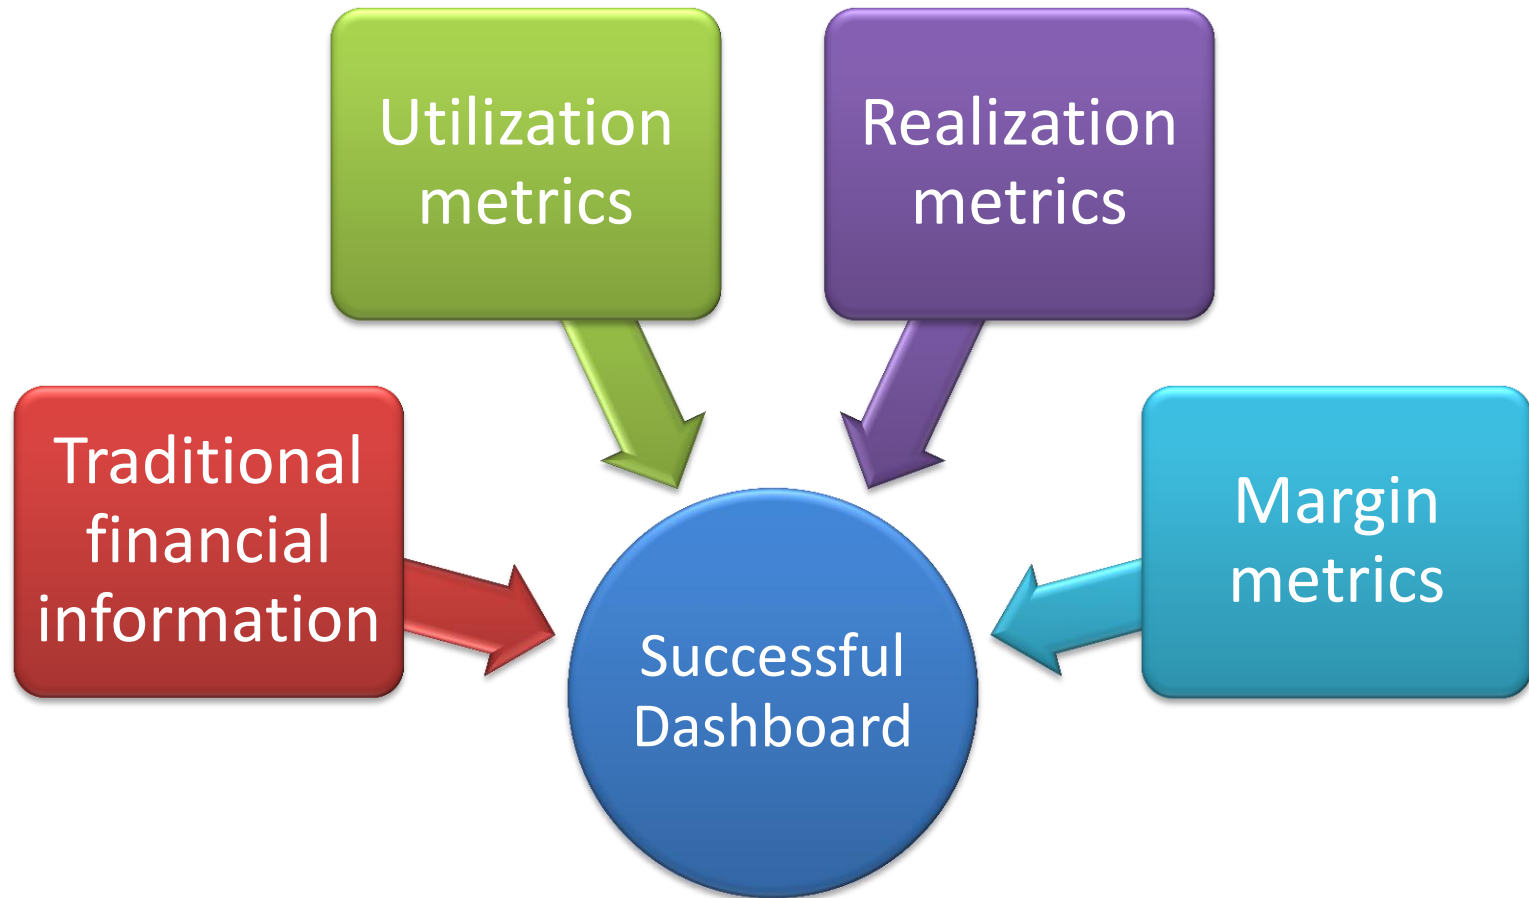 Utilization
metrics
Realization
metrics
Traditional
financial
information
Margin
metrics
Successful
Dashboard